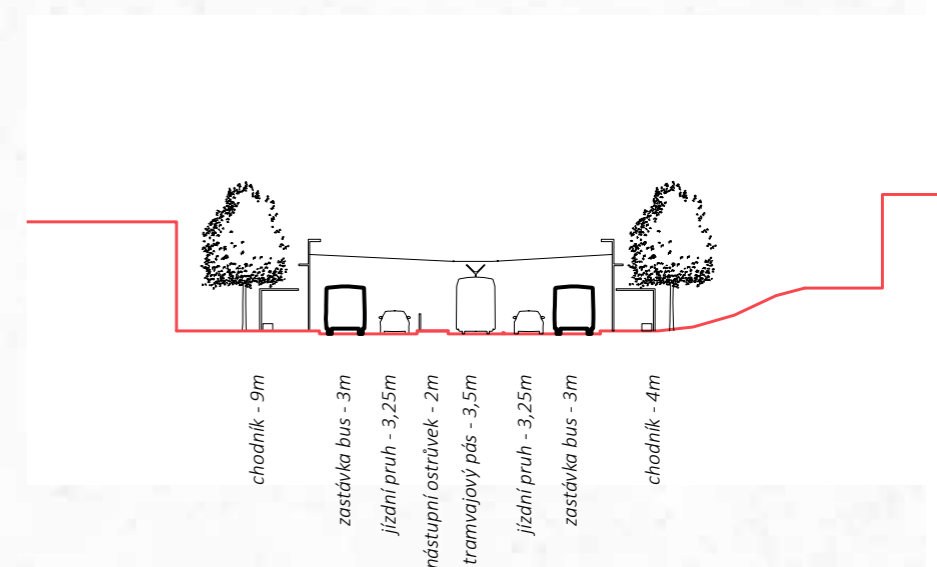 chodník - 9m
zastávka bus - 3m
jízdní pruh - 3,25m
nástupní ostrůvek - 2m
tramvajový pás - 3,5m
jízdní pruh - 3,25m
zastávka bus - 3m
chodník - 4m